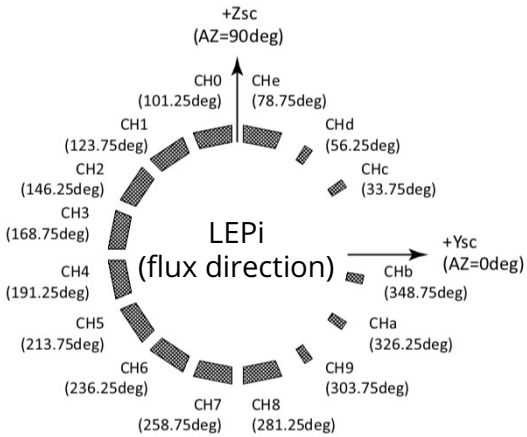 +Zsc
(AZ=90deg)
CH0
(101.25deg)
CHe
(78.75deg)
CH1
(123.75deg)
CHd
(56.25deg)
CH2
(146.25deg)
CHc
(33.75deg)
CH3
(168.75deg)
LEPi
(flux direction)
+Ysc
(AZ=0deg)
CH4
(191.25deg)
CHb
(348.75deg)
CH5
(213.75deg)
CHa
(326.25deg)
CH6
(236.25deg)
CH9
(303.75deg)
CH7
(258.75deg)
CH8
(281.25deg)